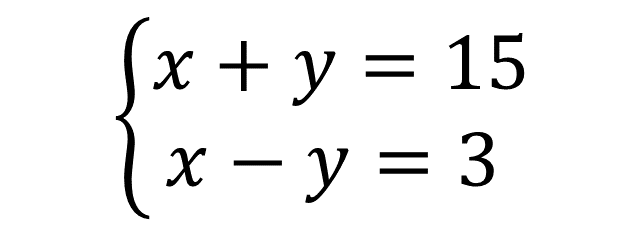 x + y = 15
x − y = 3